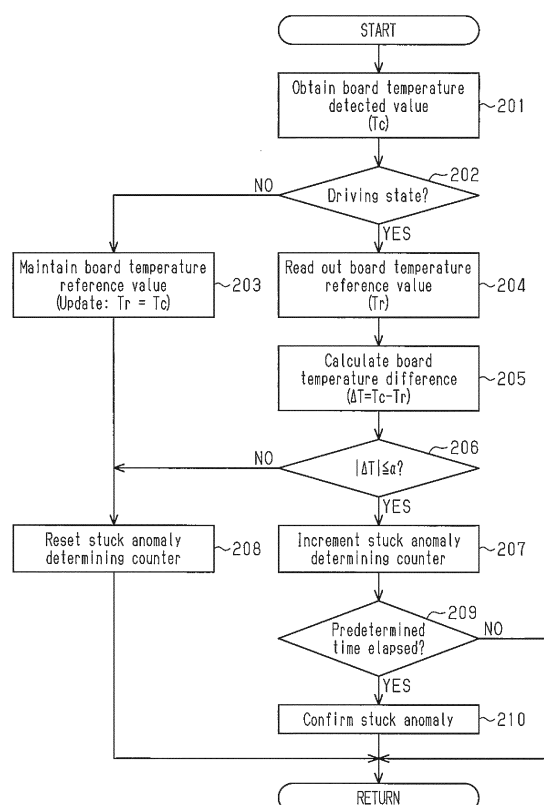 START
Obtain board temperature
detected value
(Tc)
201
202
Driving state?
NO
YES
Maintain board temperature
reference value
(Update: Tr = Tc)
203
Read out board temperature
reference value
(Tr)
204
Calculate board
temperature difference
(ΔT=Tc-Tr)
205
206
|ΔT|≦α?
NO
YES
Reset stuck anomaly
determining counter
208
Increment stuck anomaly
determining counter
207
209
Predetermined
time elapsed?
NO
YES
Confirm stuck anomaly
210
RETURN